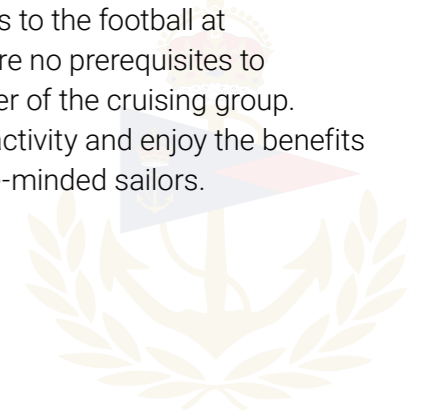 s to the football at
re no prerequisites to
er of the cruising group.
activity and enjoy the benefits
-minded sailors.